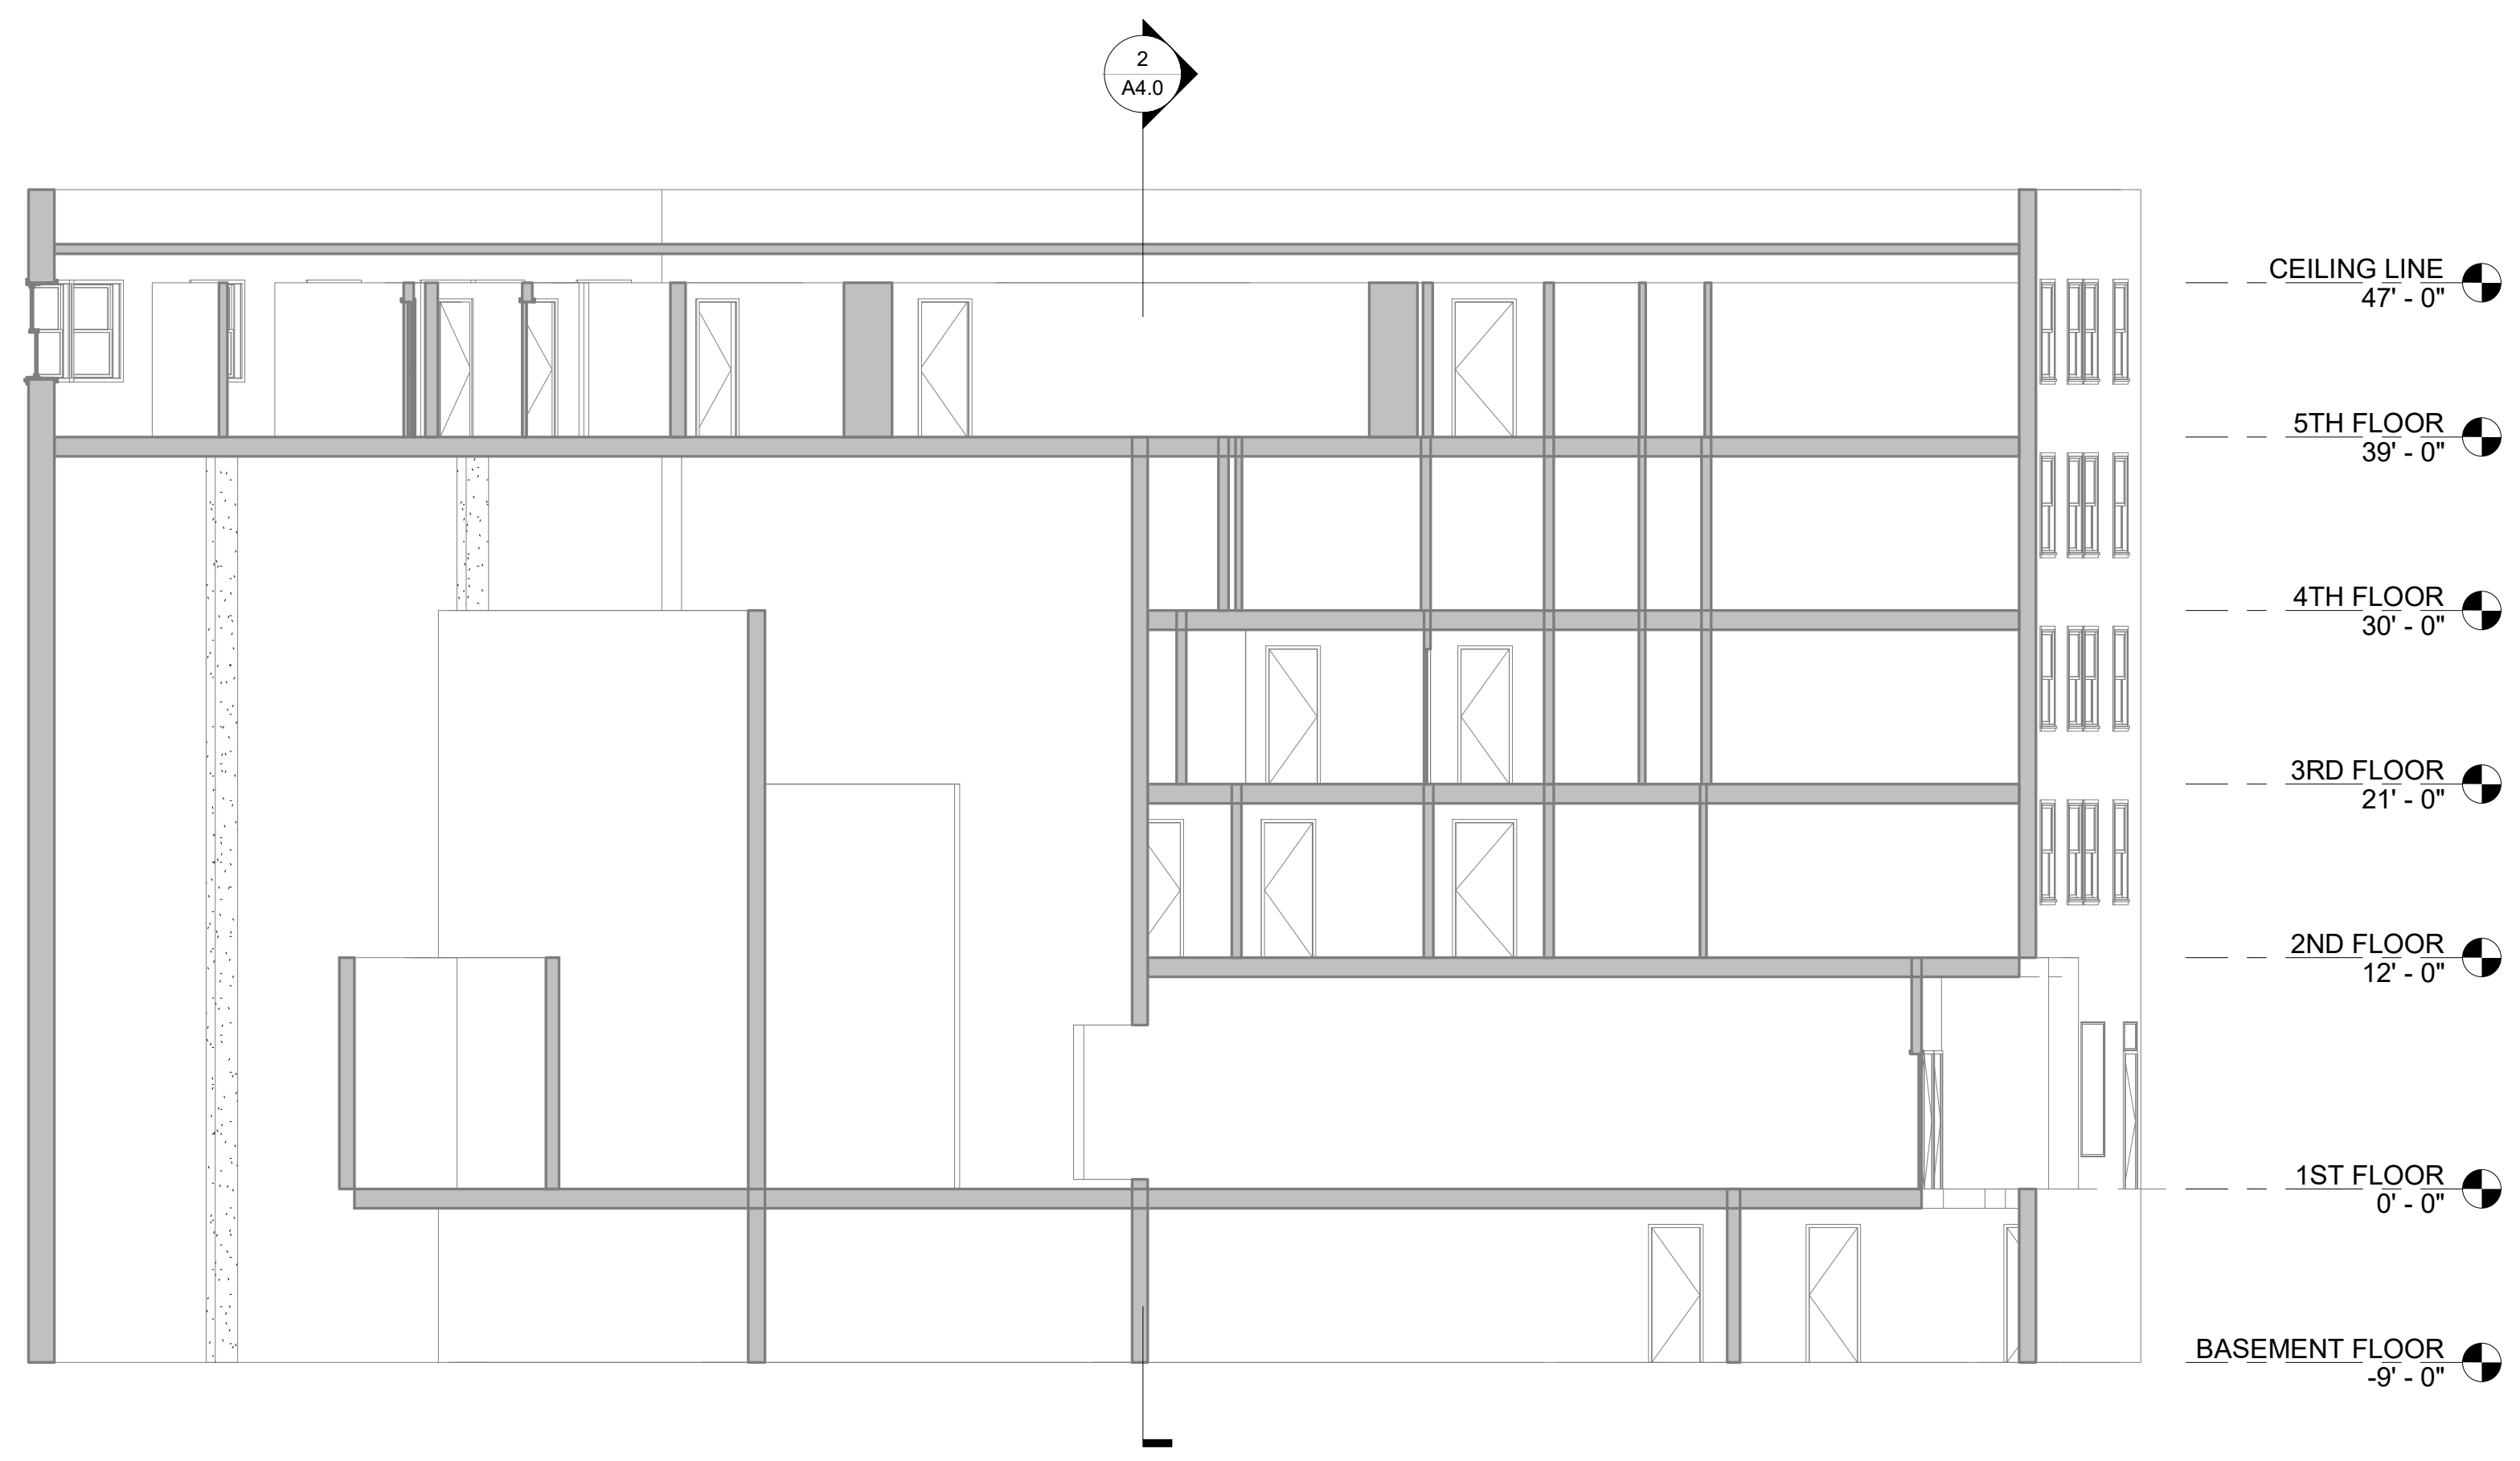 2
A4.0
CEILING LINE
47' - 0"
5TH FLOOR
39' - 0"
4TH FLOOR
30' - 0"
3RD FLOOR
21' - 0"
2ND FLOOR
12' - 0"
1ST FLOOR
0' - 0"
BASEMENT FLOOR
-9' - 0"